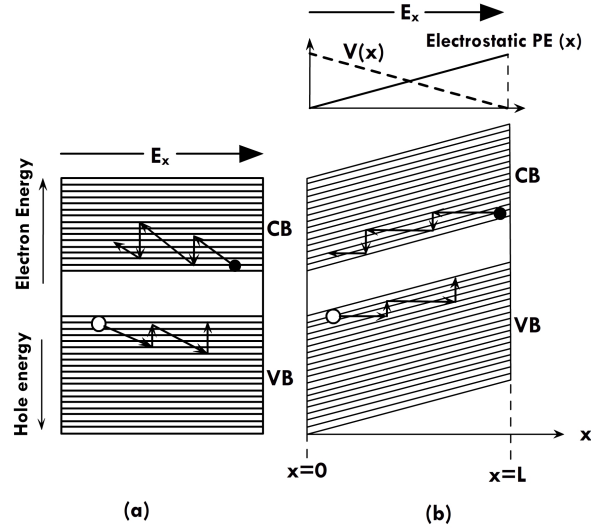 Eₓ
V(x)
Electrostatic PE (x)
Eₓ
Electron Energy
CB
CB
Hole energy
VB
VB
x
x=0
x=L
(a)
(b)